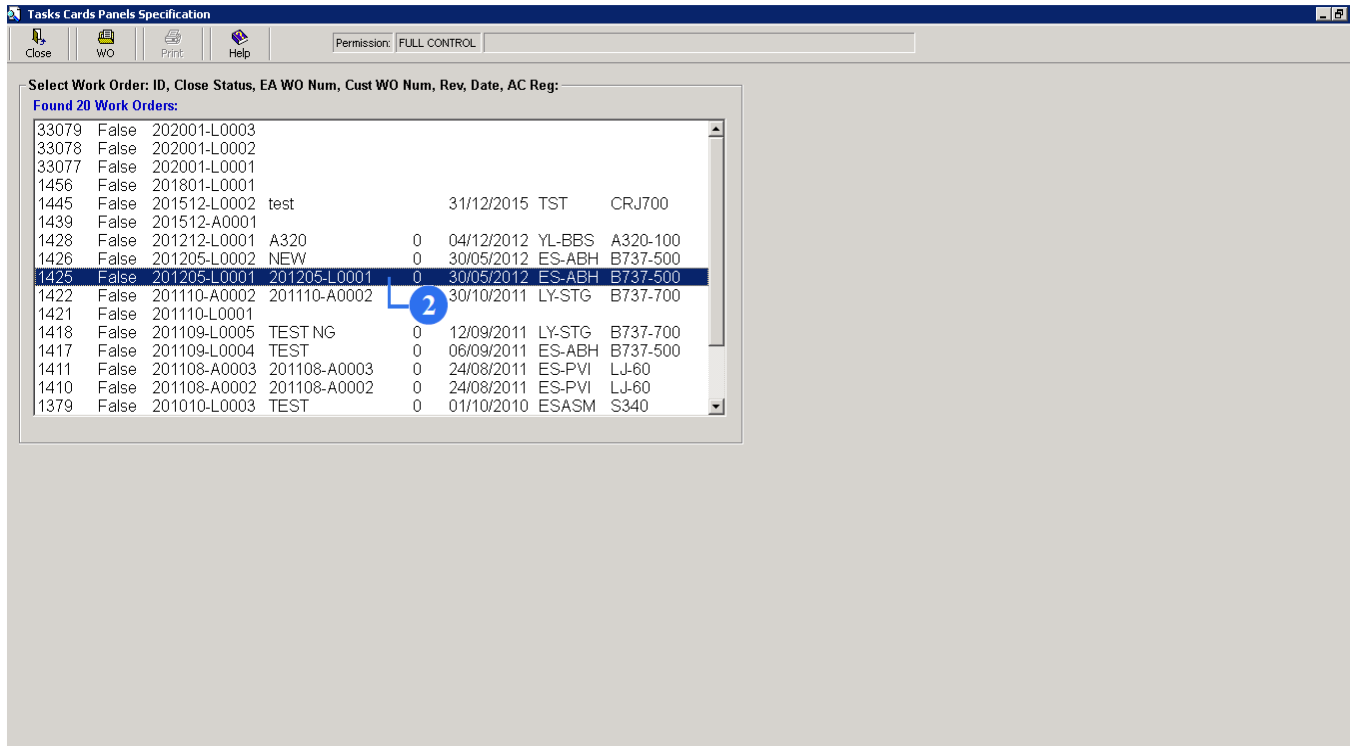 Tasks Cards Panels Specification
Close WO Print Help Permission: FULL CONTROL
Select Work Order: ID, Close Status, EA WO Num, Cust WO Num, Rev, Date, AC Reg:
Found 20 Work Orders:
33079 False 202001-L0003
33078 False 202001-L0002
33077 False 202001-L0001
1456 False 201801-L0001
1445 False 201512-L0002 test 31/12/2015 TST CRJ700
1439 False 201512-A0001
1428 False 201212-L0001 A320 0 04/12/2012 YL-BBS A320-100
1426 False 201205-L0002 NEW 0 30/05/2012 ES-ABH B737-500
1425 False 201205-L0001 201205-L0001 0 30/05/2012 ES-ABH B737-500
1422 False 201110-A0002 201110-A0002 30/10/2011 LY-STG B737-700
2
1421 False 201110-L0001
1418 False 201109-L0005 TEST NG 0 12/09/2011 LY-STG B737-700
1417 False 201109-L0004 TEST 0 06/09/2011 ES-ABH B737-500
1411 False 201108-A0003 201108-A0003 0 24/08/2011 ES-PVI LJ-60
1410 False 201108-A0002 201108-A0002 0 24/08/2011 ES-PVI LJ-60
1379 False 201010-L0003 TEST 0 01/10/2010 ESASM S340